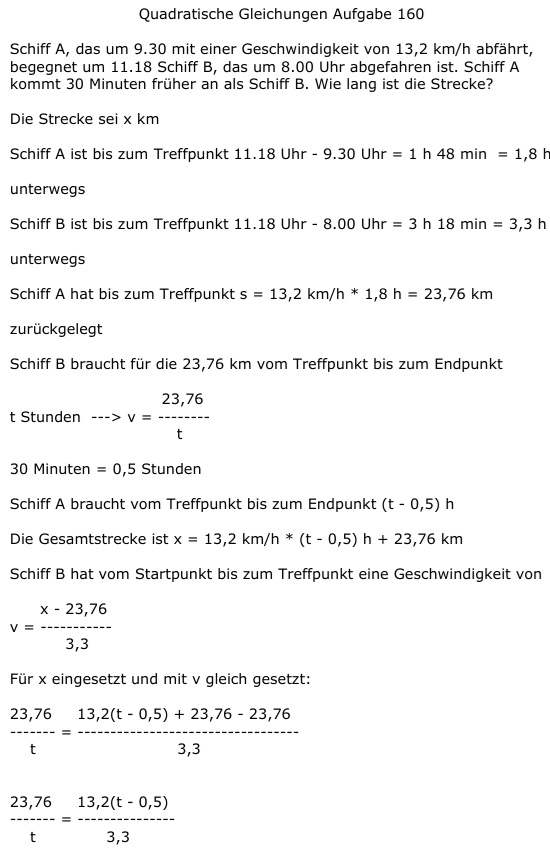 Quadratische Gleichungen Aufgabe 160
Schiff A, das um 9.30 mit einer Geschwindigkeit von 13,2 km/h abfährt,
begegnet um 11.18 Schiff B, das um 8.00 Uhr abgefahren ist. Schiff A
kommt 30 Minuten früher an als Schiff B. Wie lang ist die Strecke?
Die Strecke sei x km
Schiff A ist bis zum Treffpunkt 11.18 Uhr - 9.30 Uhr = 1 h 48 min  = 1,8 h
unterwegs
Schiff B ist bis zum Treffpunkt 11.18 Uhr - 8.00 Uhr = 3 h 18 min = 3,3 h
unterwegs
Schiff A hat bis zum Treffpunkt s = 13,2 km/h * 1,8 h = 23,76 km
zurückgelegt
Schiff B braucht für die 23,76 km vom Treffpunkt bis zum Endpunkt
23,76
t Stunden  ---> v = --------
t
30 Minuten = 0,5 Stunden
Schiff A braucht vom Treffpunkt bis zum Endpunkt (t - 0,5) h
Die Gesamtstrecke ist x = 13,2 km/h * (t - 0,5) h + 23,76 km
Schiff B hat vom Startpunkt bis zum Treffpunkt eine Geschwindigkeit von
x - 23,76
v = -----------
3,3
Für x eingesetzt und mit v gleich gesetzt:
23,76      13,2(t - 0,5) + 23,76 - 23,76
------- = ----------------------------------
t      3,3
23,76      13,2(t - 0,5)
------- = ---------------
t      3,3